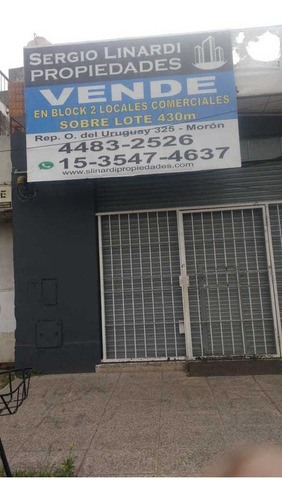 SERGIO LINARDI
PROPIEDADES
VENDE
EN BLOCK 2 LOCALES COMERCIALES
SOBRE LOTE 430m
Rep. O. del Uruguay 325 - Morón
4483-2526
15-3547-4637
www.slinardipropiedades.com